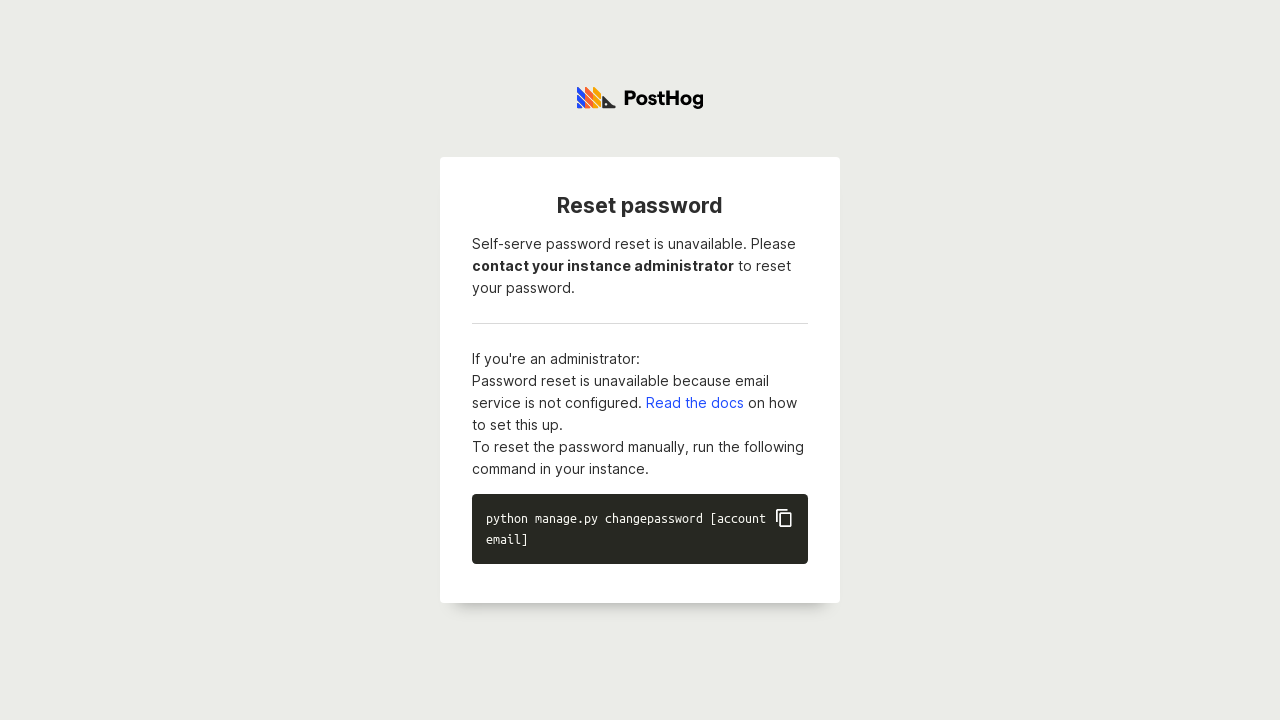 PostHog
Reset password
Self-serve password reset is unavailable. Please
contact your instance administrator to reset
your password.
If you're an administrator:
Password reset is unavailable because email
service is not configured. Read the docs on how
to set this up.
To reset the password manually, run the following
command in your instance.
python manage.py changepassword [account
email]